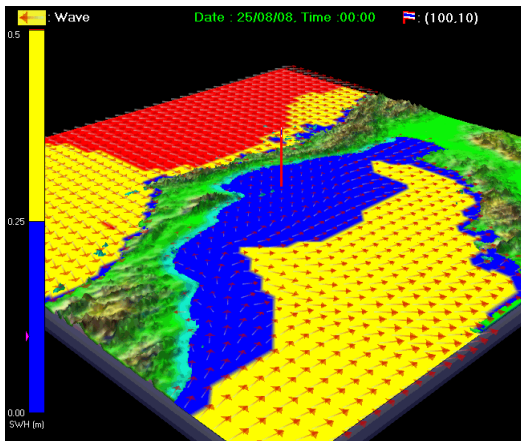 : Wave
Date : 25/08/08, Time :00:00
: (100,10)
0.5
0.25
0.00
SWH (m)